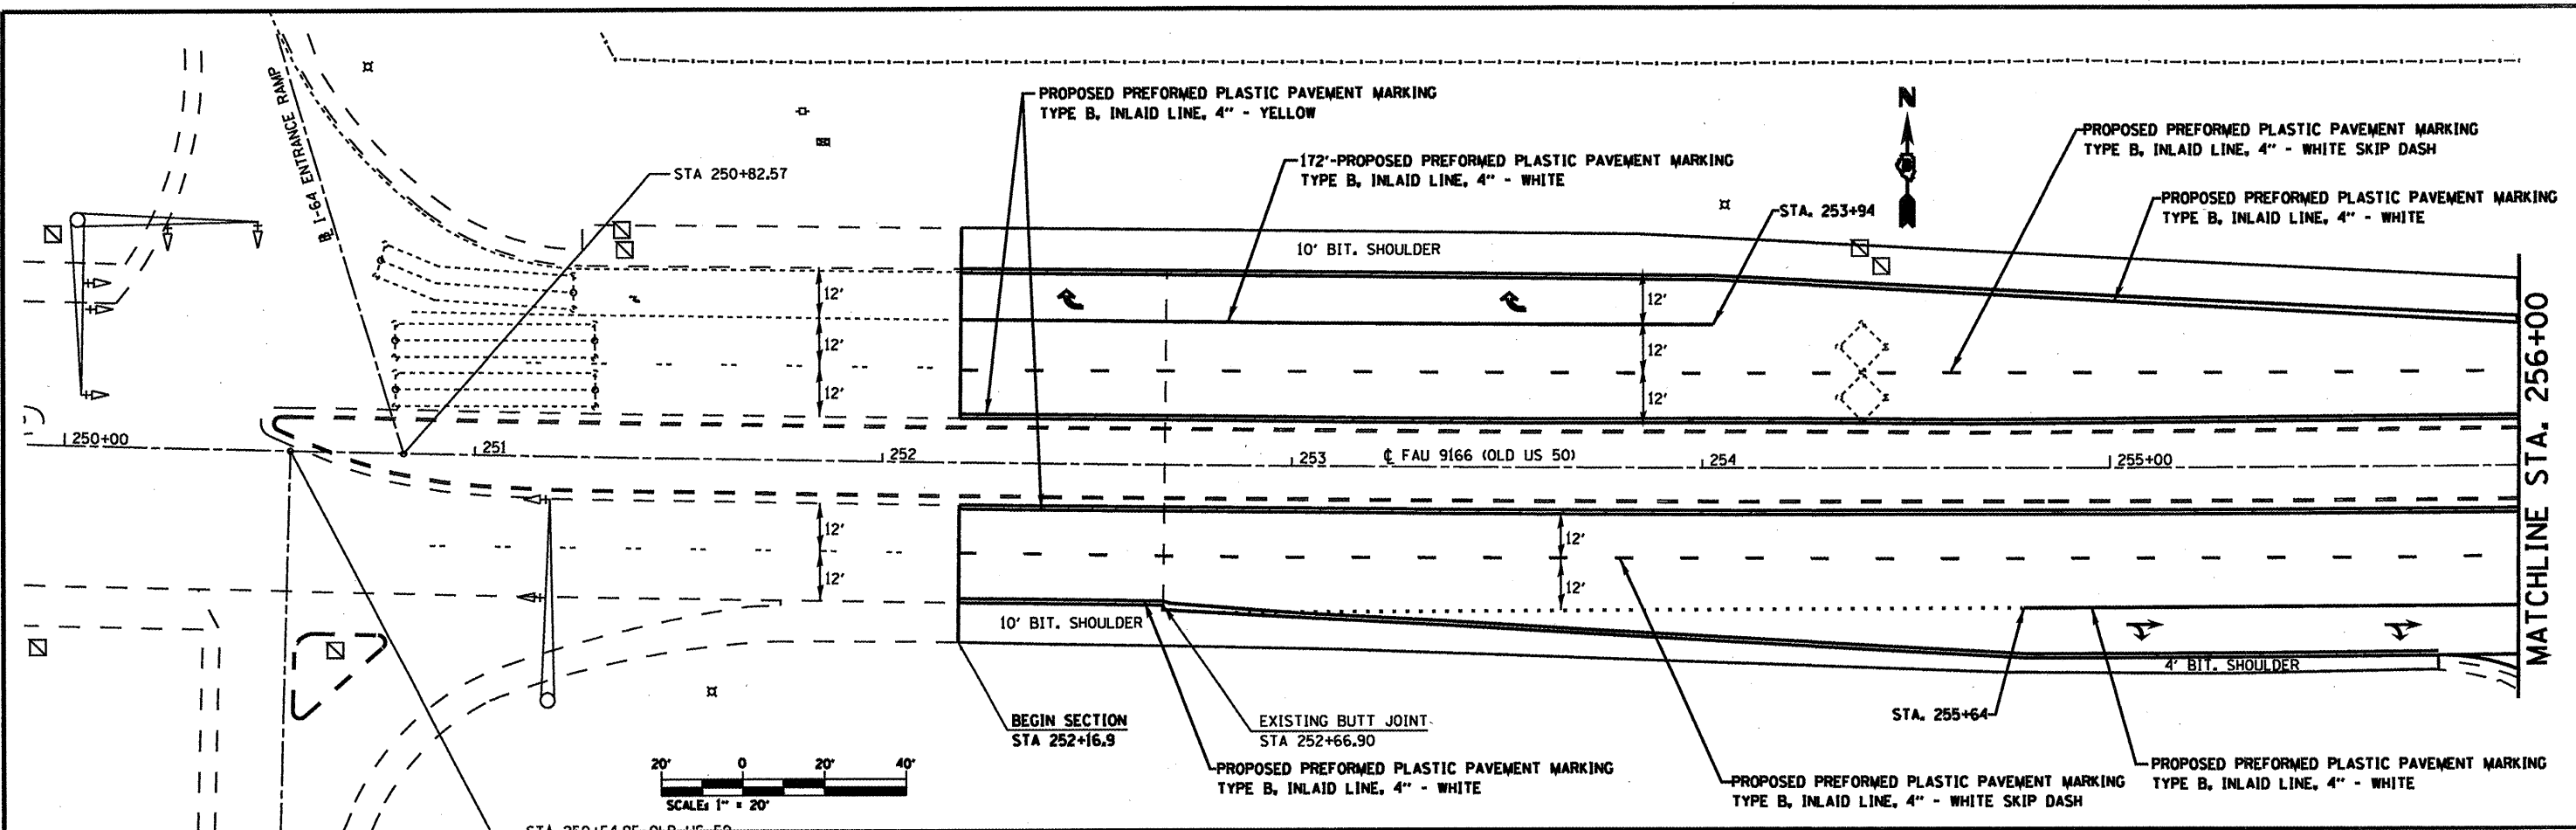 PROPOSED PREFORMED PLASTIC PAVEMENT MARKING
TYPE B, INLAID LINE, 4" - YELLOW
N
PROPOSED PREFORMED PLASTIC PAVEMENT MARKING
TYPE B, INLAID LINE, 4" - WHITE SKIP DASH
172'-PROPOSED PREFORMED PLASTIC PAVEMENT MARKING
TYPE B, INLAID LINE, 4" - WHITE
STA 250+82.57
PROPOSED PREFORMED PLASTIC PAVEMENT MARKING
TYPE B, INLAID LINE, 4" - WHITE
STA. 253+94
I-64 ENTRANCE RAMP
10' BIT. SHOULDER
12'
12'
12'
12'
12'
12'
MATCHLINE STA. 256+00
250+00
251
252
253
℄ FAU 9166 (OLD US 50)
254
255+00
12'
12'
12'
12'
10' BIT. SHOULDER
4' BIT. SHOULDER
BEGIN SECTION
STA 252+16.9
EXISTING BUTT JOINT
STA 252+66.90
STA. 255+64
20' 0 20' 40'
SCALE: 1" = 20'
PROPOSED PREFORMED PLASTIC PAVEMENT MARKING
TYPE B, INLAID LINE, 4" - WHITE
PROPOSED PREFORMED PLASTIC PAVEMENT MARKING
TYPE B, INLAID LINE, 4" - WHITE SKIP DASH
PROPOSED PREFORMED PLASTIC PAVEMENT MARKING
TYPE B, INLAID LINE, 4" - WHITE